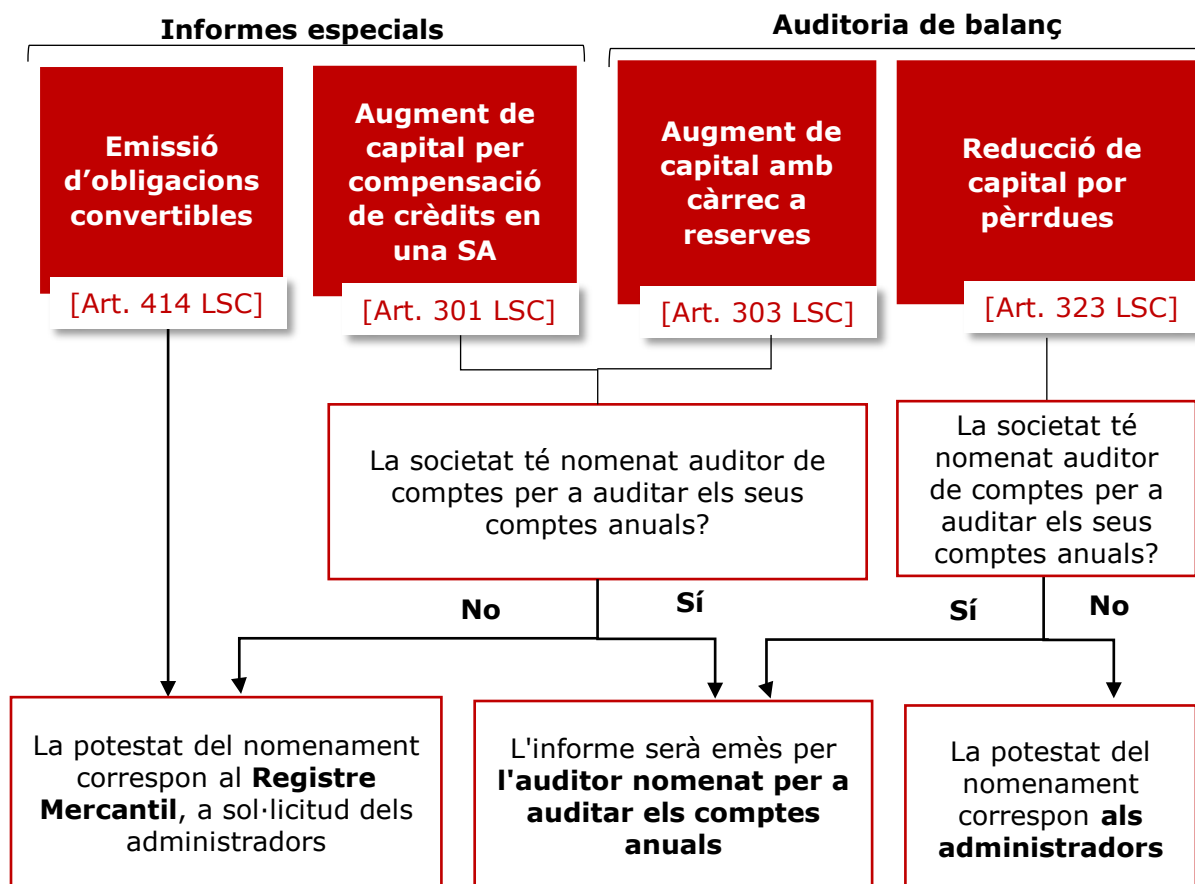 Informes especials
Auditoria de balanç
Emissió
d’obligacions
convertibles
[Art. 414 LSC]
Augment de
capital per
compensació
de crèdits en
una SA
[Art. 301 LSC]
Augment de
capital amb
càrrec a
reserves
[Art. 303 LSC]
Reducció de
capital por
pèrrdues
[Art. 323 LSC]
La societat té nomenat auditor de
comptes per a auditar els seus
comptes anuals?
La societat té
nomenat auditor
de comptes per a
auditar els seus
comptes anuals?
No
Sí
Sí
No
La potestat del nomenament
correspon al Registre
Mercantil, a sol·licitud dels
administradors
L'informe serà emès per
l'auditor nomenat per a
auditar els comptes
anuals
La potestat del
nomenament
correspon als
administradors